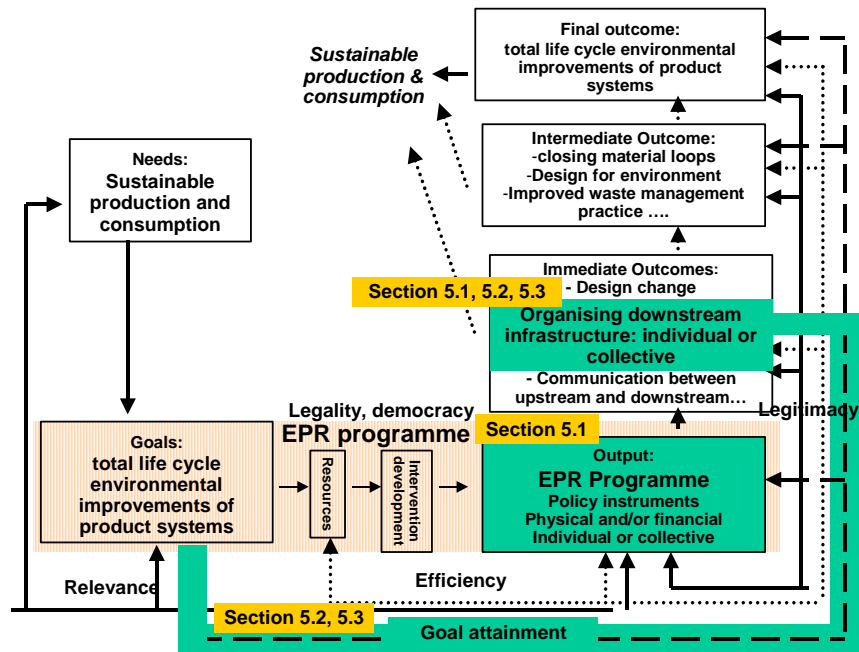 Final outcome:
total life cycle environmental
improvements of product
systems
Sustainable
production &
consumption
Intermediate Outcome:
-closing material loops
-Design for environment
-Improved waste management
practice ....
Needs:
Sustainable
production and
consumption
Immediate Outcomes:
- Design change
Section 5.1, 5.2, 5.3
Organising downstream
infrastructure: individual or
collective
- Communication between
upstream and downstream…
Legitimacy
Legality, democracy
EPR programme
Section 5.1
Goals:
total life cycle
environmental
improvements of
product systems
Resources
Intervention
development
Output:
EPR Programme
Policy instruments
Physical and/or financial
Individual or collective
Relevance
Efficiency
Section 5.2, 5.3
Goal attainment